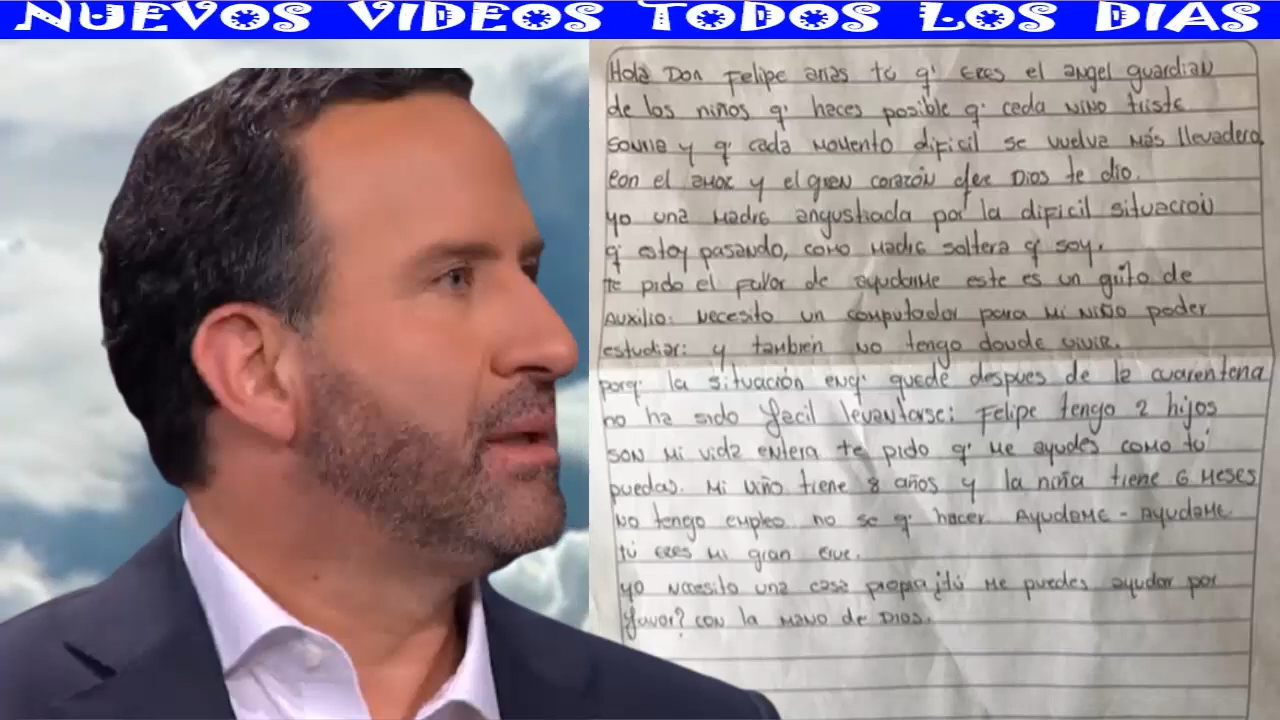 NUEVOS VIDEOS TODOS LOS DIAS
Hola Don Felipe arias tú q' eres el angel guardian
de los niños q' haces posible q' cada niño triste
sonrie y q' cada momento dificil se vuelva más llevadero,
con el amor y el gran corazón que Dios te dio.
yo una madre angustiada por la dificil situacion
q' estoy pasando, como madre soltera q' soy.
te pido el favor de ayudarme este es un grito de
Auxilio: necesito un computador para mi niño poder
estudiar: y tambien no tengo donde vivir.
porq' la situación enq' quede despues de la cuarentena
no ha sido facil levantarse: Felipe tengo 2 hijos
son mi vida entera te pido q' me ayudes como tú
puedas. mi niño tiene 8 años y la niña tiene 6 meses
no tengo empleo no se q' hacer Ayudame - Ayudame
tú eres mi gran
yo necesito una casa propia ¡tú me puedes ayudar por
favor? con la mano de Dios.